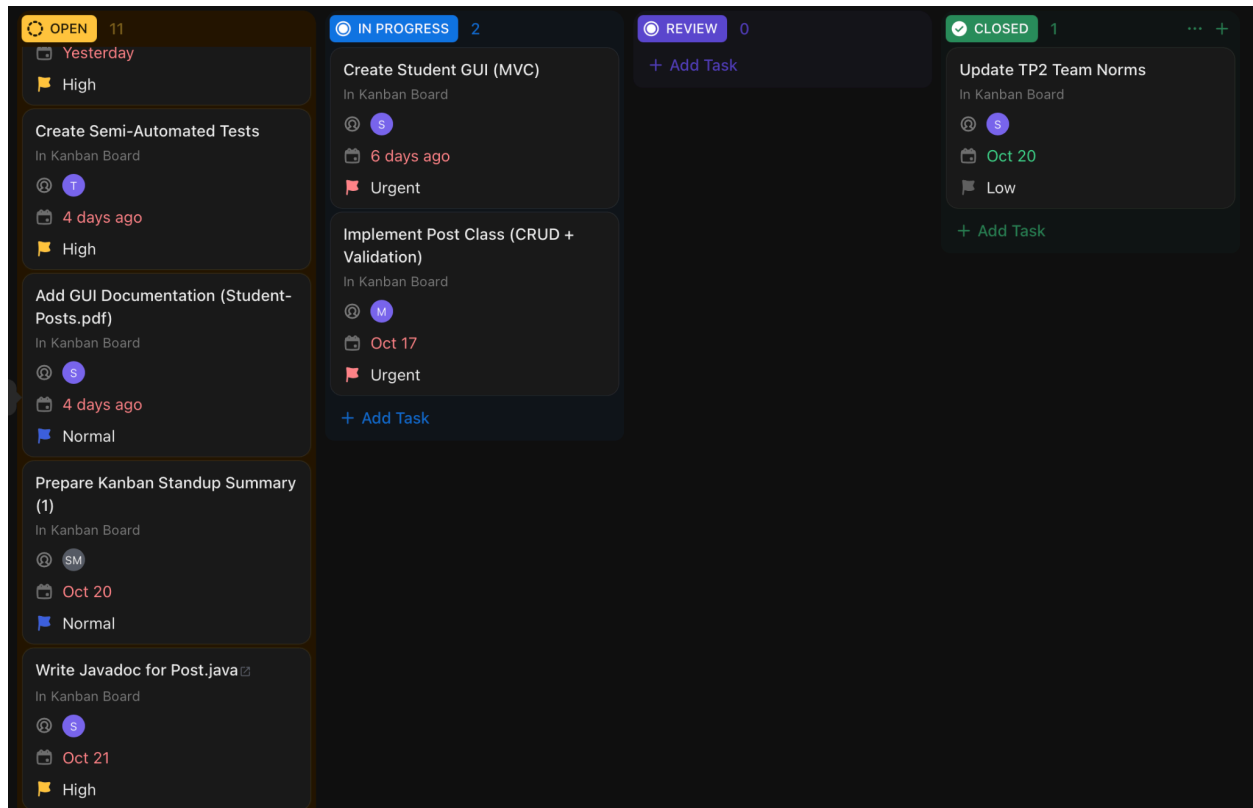 OPEN 11
Yesterday
High
Create Semi-Automated Tests
In Kanban Board
T
4 days ago
High
Add GUI Documentation (Student-
Posts.pdf)
In Kanban Board
S
4 days ago
Normal
Prepare Kanban Standup Summary
(1)
In Kanban Board
SM
Oct 20
Normal
Write Javadoc for Post.java
In Kanban Board
S
Oct 21
High
IN PROGRESS 2
Create Student GUI (MVC)
In Kanban Board
S
6 days ago
Urgent
Implement Post Class (CRUD +
Validation)
In Kanban Board
M
Oct 17
Urgent
+ Add Task
REVIEW 0
+ Add Task
CLOSED 1 ... +
Update TP2 Team Norms
In Kanban Board
S
Oct 20
Low
+ Add Task